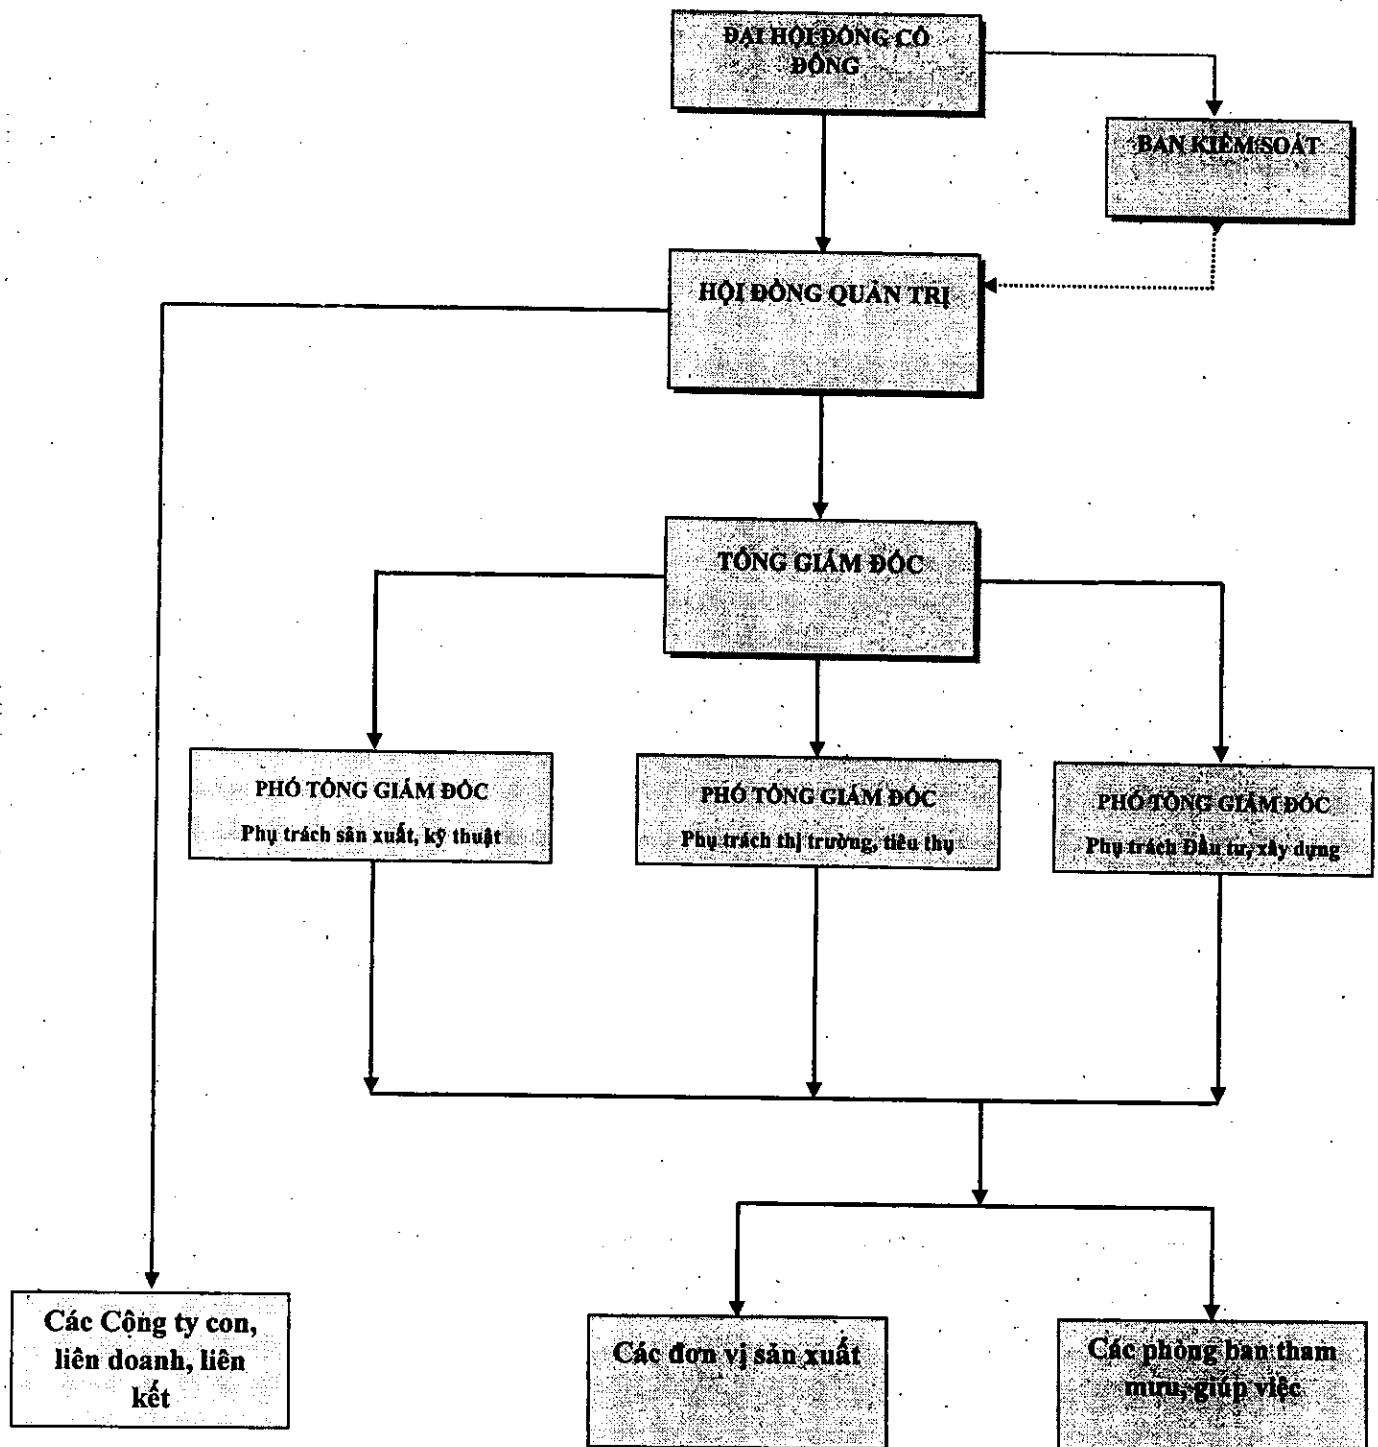 ĐẠI HỘI ĐỒNG CỔ
ĐÔNG
BAN KIỂM SOÁT
HỘI ĐỒNG QUẢN TRỊ
TỔNG GIÁM ĐỐC
PHÓ TỔNG GIÁM ĐỐC
Phụ trách sản xuất, kỹ thuật
PHÓ TỔNG GIÁM ĐỐC
Phụ trách thị trường, tiêu thụ
PHÓ TỔNG GIÁM ĐỐC
Phụ trách Đầu tư, xây dựng
Các Công ty con,
liên doanh, liên
kết
Các đơn vị sản xuất
Các phòng ban tham
mưu, giúp việc